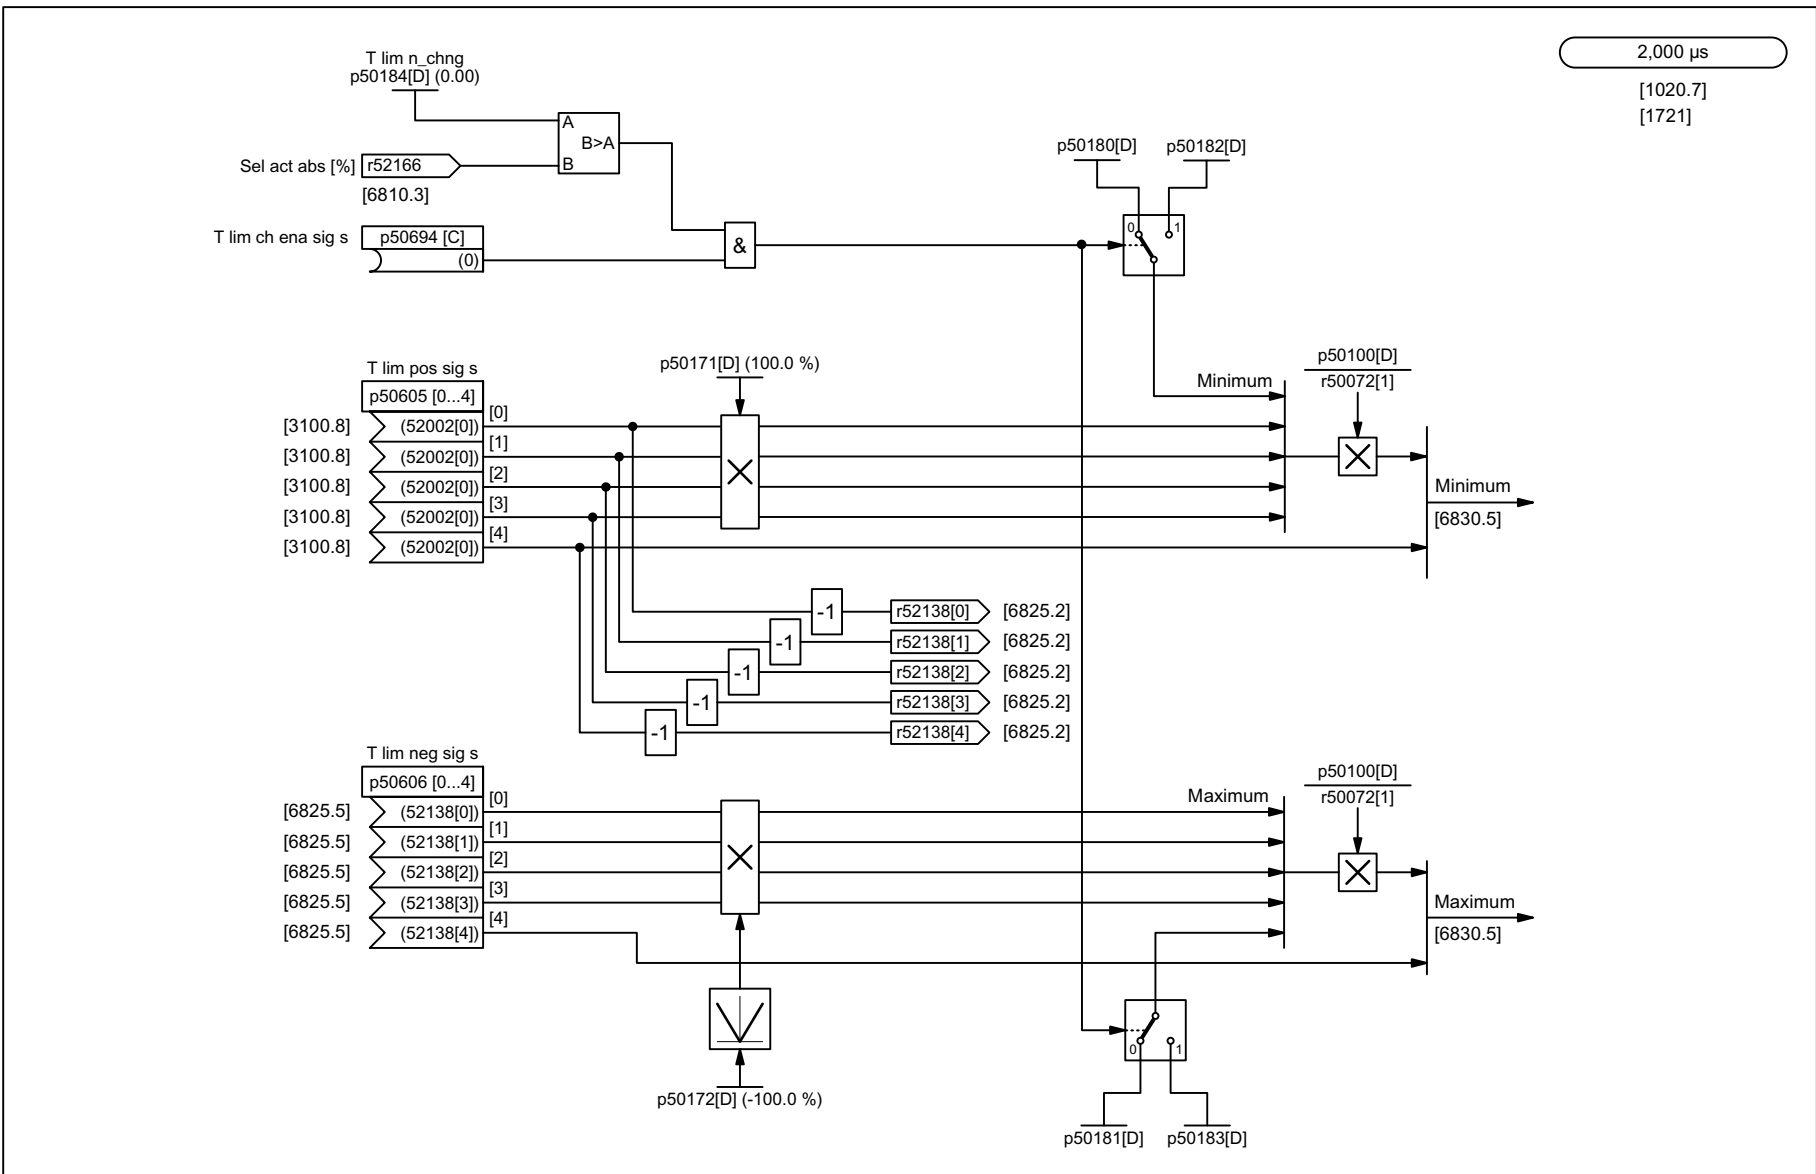 T lim n_chng
p50184[D] (0.00)
A
B>A
B
Sel act abs [%]
r52166
[6810.3]
T lim ch ena sig s
p50694 [C]
(0)
&
2,000 µs
[1020.7]
[1721]
p50180[D]
p50182[D]
0
1
T lim pos sig s
p50605 [0...4]
p50171[D] (100.0 %)
Minimum
p50100[D]
r50072[1]
[3100.8] (52002[0]) [0]
[3100.8] (52002[0]) [1]
[3100.8] (52002[0]) [2]
[3100.8] (52002[0]) [3]
[3100.8] (52002[0]) [4]
Minimum
[6830.5]
-1 r52138[0] [6825.2]
-1 r52138[1] [6825.2]
-1 r52138[2] [6825.2]
-1 r52138[3] [6825.2]
-1 r52138[4] [6825.2]
T lim neg sig s
p50606 [0...4]
Maximum
p50100[D]
r50072[1]
[6825.5] (52138[0]) [0]
[6825.5] (52138[1]) [1]
[6825.5] (52138[2]) [2]
[6825.5] (52138[3]) [3]
[6825.5] (52138[4]) [4]
Maximum
[6830.5]
0
1
p50172[D] (-100.0 %)
p50181[D]
p50183[D]